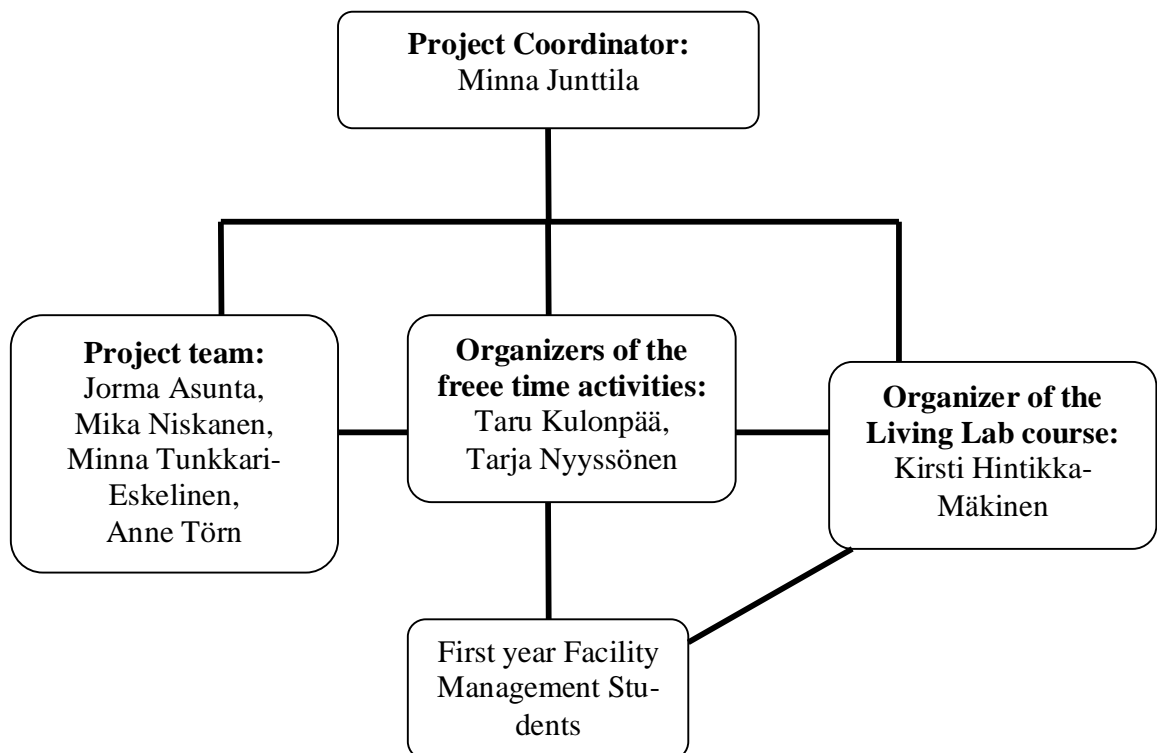 Project Coordinator:
Minna Junttila
Project team:
Jorma Asunta,
Mika Niskanen,
Minna Tunkkari-
Eskelinen,
Anne Törn
Organizers of the
freee time activities:
Taru Kulonpää,
Tarja Nyyssönen
Organizer of the
Living Lab course:
Kirsti Hintikka-
Mäkinen
First year Facility
Management Stu-
dents